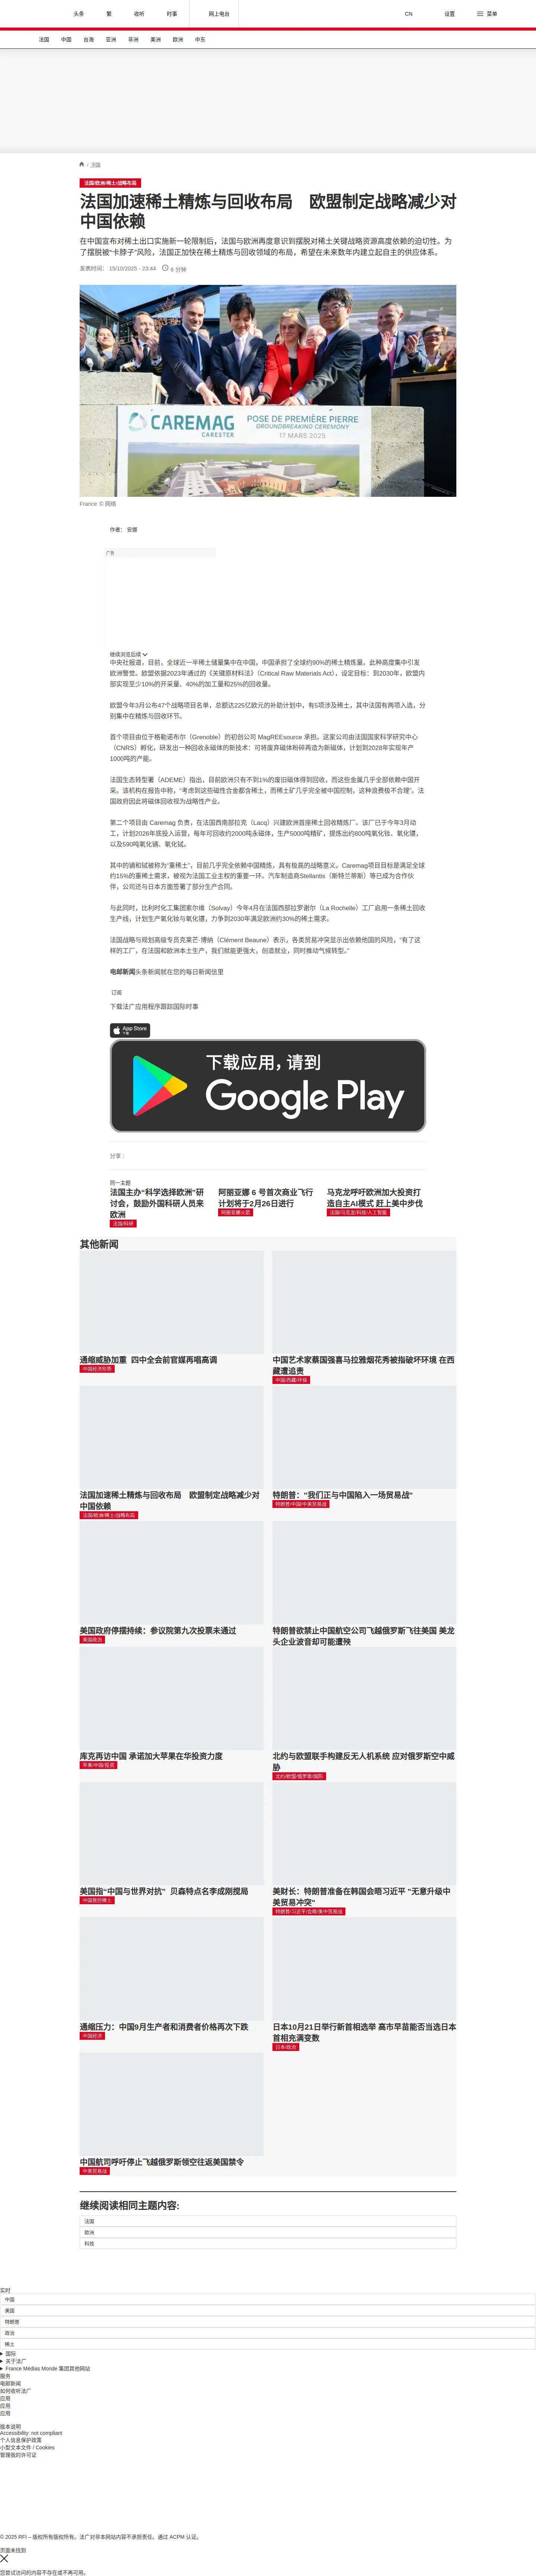 头条
繁
收听
时事
网上电台
CN
设置
菜单
法国
中国
台海
亚洲
非洲
美洲
欧洲
中东
/ 法国
法国/欧洲/稀土/战略布局
法国加速稀土精炼与回收布局　欧盟制定战略减少对
中国依赖
在中国宣布对稀土出口实施新一轮限制后，法国与欧洲再度意识到摆脱对稀土关键战略资源高度依赖的迫切性。为
了摆脱被“卡脖子”风险，法国正加快在稀土精炼与回收领域的布局，希望在未来数年内建立起自主的供应体系。
发表时间： 15/10/2025 - 23:44
6 分钟
CAREMAG
CARESTER
POSE DE PREMIÈRE PIERRE
GROUNDBREAKING CEREMONY
17 MARS 2025
France © 网络
作者： 安娜
广告
继续浏览后续
中央社报道，目前，全球近一半稀土储量集中在中国，中国承担了全球约90%的稀土精炼量。此种高度集中引发
欧洲警觉。欧盟依据2023年通过的《关键原材料法》（Critical Raw Materials Act），设定目标：到2030年，欧盟内
部实现至少10%的开采量、40%的加工量和25%的回收量。
欧盟今年3月公布47个战略项目名单，总额达225亿欧元的补助计划中，有5项涉及稀土，其中法国有两项入选，分
别集中在精炼与回收环节。
首个项目由位于格勒诺布尔（Grenoble）的初创公司 MagREEsource 承担。这家公司由法国国家科学研究中心
（CNRS）孵化，研发出一种回收永磁体的新技术：可将废弃磁体粉碎再造为新磁体，计划到2028年实现年产
1000吨的产能。
法国生态转型署（ADEME）指出，目前欧洲只有不到1%的废旧磁体得到回收，而这些金属几乎全部依赖中国开
采。该机构在报告中称，"考虑到这些磁性合金都含稀土，而稀土矿几乎完全被中国控制，这种浪费极不合理"。法
国政府因此将磁体回收视为战略性产业。
第二个项目由 Caremag 负责，在法国西南部拉克（Lacq）兴建欧洲首座稀土回收精炼厂。该厂已于今年3月动
工，计划2026年底投入运营，每年可回收约2000吨永磁体，生产5000吨精矿，提炼出约800吨氧化钕、氧化镨，
以及590吨氧化镝、氧化铽。
其中的镝和铽被称为“重稀土”，目前几乎完全依赖中国精炼，具有极高的战略意义。Caremag项目目标是满足全球
约15%的重稀土需求，被视为法国工业主权的重要一环。汽车制造商Stellantis（斯特兰蒂斯）等已成为合作伙
伴，公司还与日本方面签署了部分生产合同。
与此同时，比利时化工集团索尔维（Solvay）今年4月在法国西部拉罗谢尔（La Rochelle）工厂启用一条稀土回收
生产线，计划生产氧化钕与氧化镨，力争到2030年满足欧洲约30%的稀土需求。
法国战略与规划高级专员克莱芒·博纳（Clément Beaune）表示，各类贸易冲突显示出依赖他国的风险，“有了这
样的工厂，在法国和欧洲本土生产，我们就能更强大，创造就业，同时推动气候转型。”
电邮新闻头条新闻就在您的每日新闻信里
订阅
下载法广应用程序跟踪国际时事
App Store
下载
下载应用，请到
Google Play
分享 :
同一主题
法国主办“科学选择欧洲”研
讨会，鼓励外国科研人员来
欧洲
法国/科研
阿丽亚娜 6 号首次商业飞行
计划将于2月26日进行
阿丽亚娜火箭
马克龙呼吁欧洲加大投资打
造自主AI模式 赶上美中步伐
法国/马克龙/科技/人工智能
其他新闻
通缩威胁加重 四中全会前官媒再唱高调
中国经济形势
中国艺术家蔡国强喜马拉雅烟花秀被指破坏环境 在西
藏遭追责
中国/西藏/环保
法国加速稀土精炼与回收布局　欧盟制定战略减少对
中国依赖
法国/欧洲/稀土/战略布局
特朗普："我们正与中国陷入一场贸易战"
特朗普/中国/中美贸易战
美国政府停摆持续：参议院第九次投票未通过
美国政治
特朗普欲禁止中国航空公司飞越俄罗斯飞往美国 美龙
头企业波音却可能遭殃
库克再访中国 承诺加大苹果在华投资力度
苹果/中国/投资
北约与欧盟联手构建反无人机系统 应对俄罗斯空中威
胁
北约/欧盟/俄罗斯/国防
美国指“中国与世界对抗” 贝森特点名李成刚搅局
中国管控稀土
美财长：特朗普准备在韩国会晤习近平 “无意升级中
美贸易冲突”
特朗普/习近平/会晤/美中贸易战
通缩压力：中国9月生产者和消费者价格再次下跌
中国经济
日本10月21日举行新首相选举 高市早苗能否当选日本
首相充满变数
日本/政治
中国航司呼吁停止飞越俄罗斯领空往返美国禁令
中美贸易战
继续阅读相同主题内容:
法国
欧洲
科技
实时
中国
美国
特朗普
政治
稀土
国际
关于法广
France Médias Monde 集团其他网站
服务
电邮新闻
如何收听法广
应用
应用
应用
版本说明
Accessibility: not compliant
个人信息保护政策
小型文本文件 / Cookies
管理我的许可证
© 2025 RFI – 版权所有版权所有。法广对非本网站内容不承担责任。通过 ACPM 认证。
页面未找到
您尝试访问的内容不存在或不再可用。